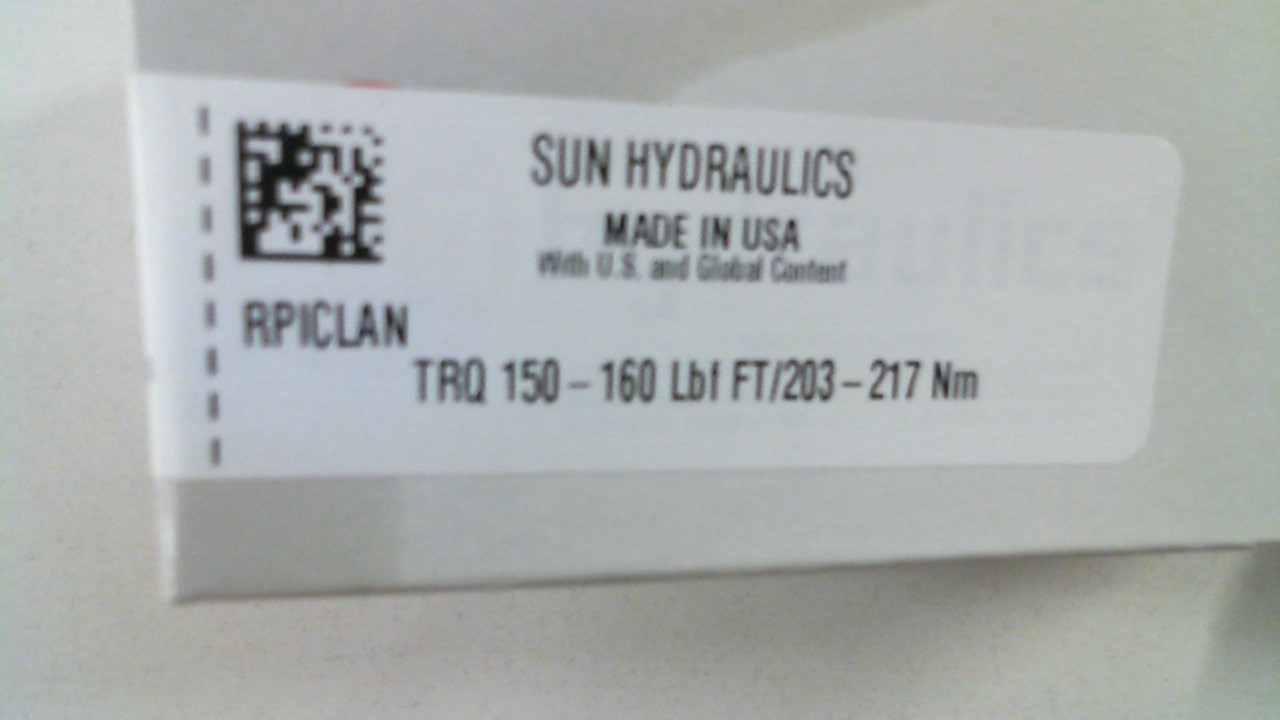 SUN HYDRAULICS
MADE IN USA
With U.S. and Global Content
RPICLAN
TRQ 150 – 160 Lbf FT/203 – 217 Nm